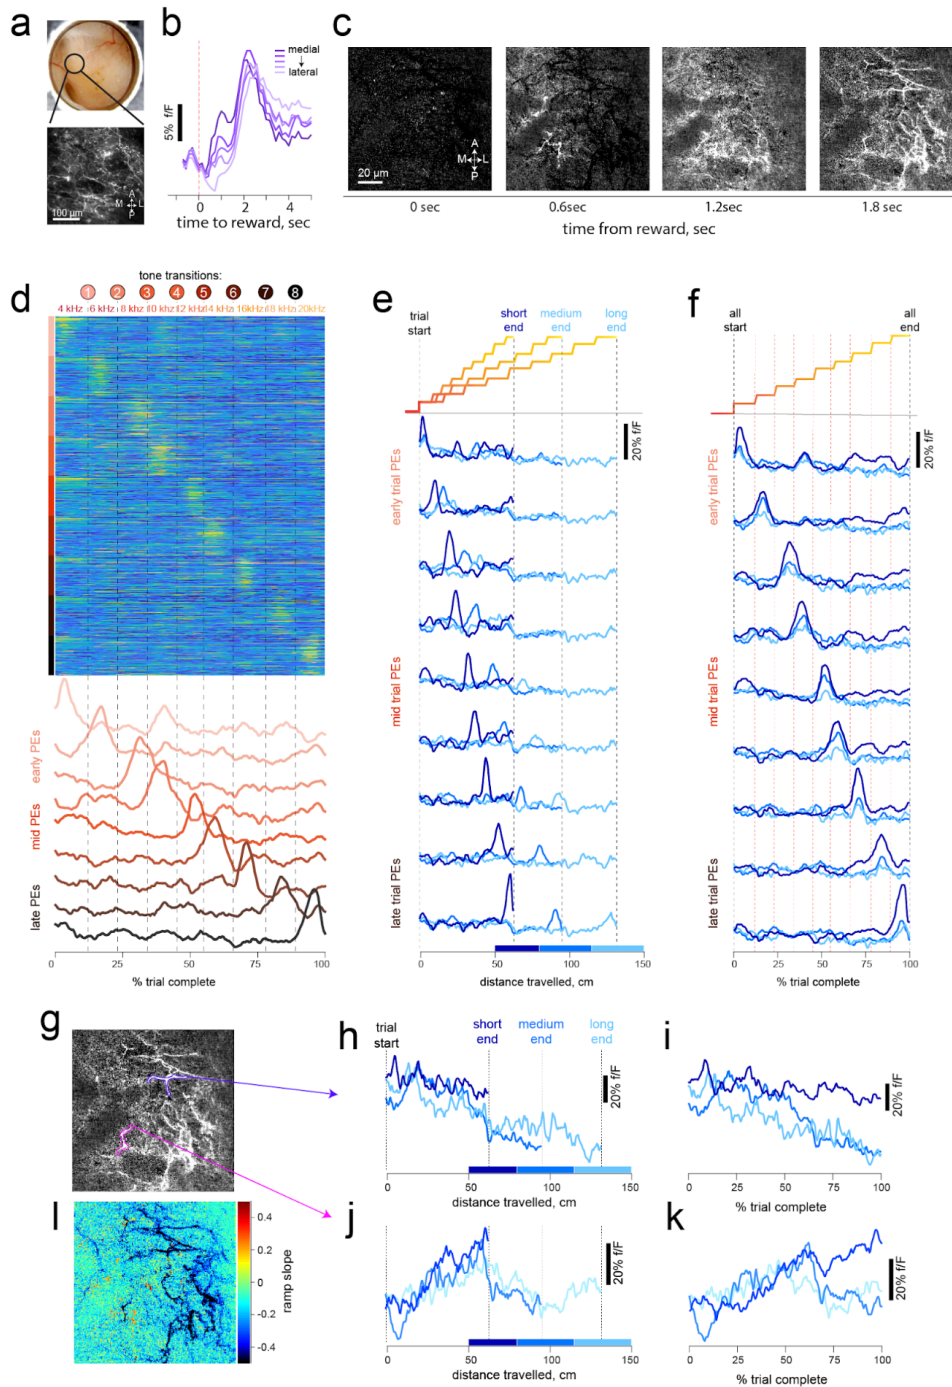 a
100 µm
A
M L
P
b
medial
lateral
5% f/F
0 2 4
time to reward, sec
c
20 µm
A
M L
P
0 sec 0.6sec 1.2sec 1.8 sec
time from reward, sec
d
tone transitions:
1 2 3 4 5 6 7 8
4 kHz 6 kHz 8 khz 10 khz 12 kHz 14 kHz 16kHz 18 kHz 20kHz
early PEs
mid PEs
late PEs
0 25 50 75 100
% trial complete
e
trial start
short end
medium end
long end
20% f/F
early trial PEs
mid trial PEs
late trial PEs
0 50 100 150
distance travelled, cm
f
all start
all end
20% f/F
early trial PEs
mid trial PEs
late trial PEs
0 25 50 75 100
% trial complete
g
h
trial start
short end
medium end
long end
20% f/F
0 50 100 150
distance travelled, cm
i
20% f/F
0 25 50 75 100
% trial complete
l
0.4
0.2
0
-0.2
-0.4
ramp slope
j
20% f/F
0 50 100 150
distance travelled, cm
k
20% f/F
0 25 50 75 100
% trial complete